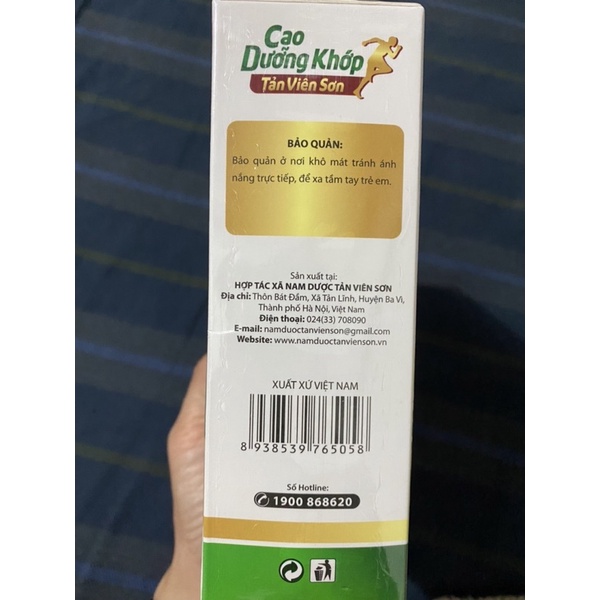 Cao
Dưỡng Khớp
Tản Viên Sơn
BẢO QUẢN:
Bảo quản ở nơi khô mát tránh ánh
nắng trực tiếp, để xa tầm tay trẻ em.
Sản xuất tại:
HỢP TÁC XÃ NAM DƯỢC TẢN VIÊN SƠN
Địa chỉ: Thôn Bát Đầm, Xã Tản Lĩnh, Huyện Ba Vì,
Thành phố Hà Nội, Việt Nam
Điện thoại: 024(33) 708090
E-mail: namduoctanvienson@gmail.com
Website: www.namduoctanvienson.vn
XUẤT XỨ VIỆT NAM
8 938539 765058
Số Hotline:
1900 868620